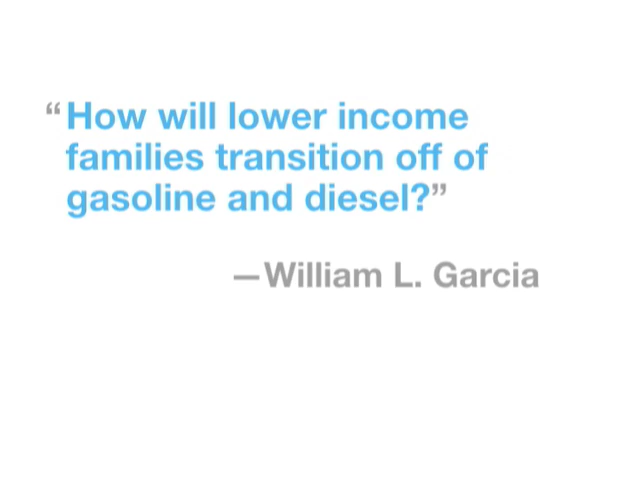 “How will lower income
families transition off of
gasoline and diesel?”
—William L. Garcia